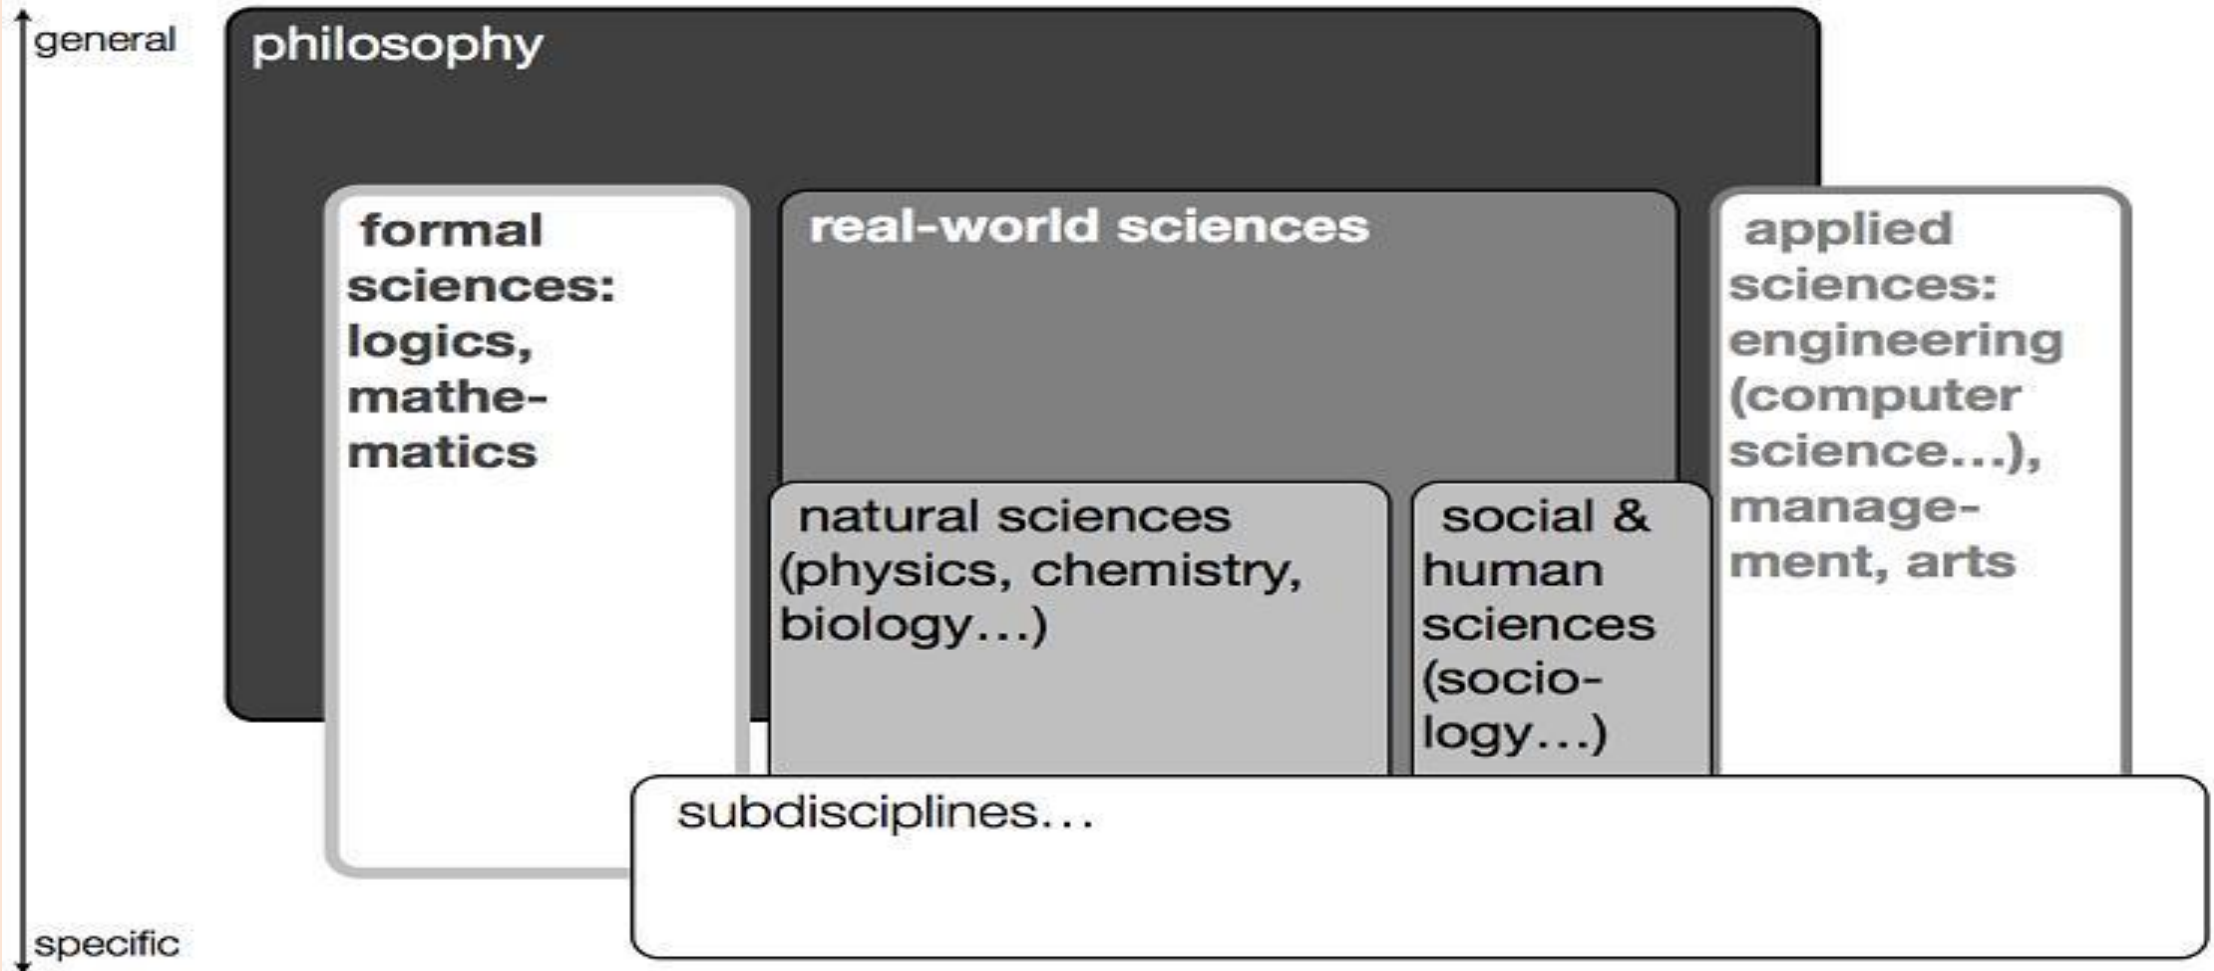 general
philosophy
formal
sciences:
logics,
mathe-
matics
real-world sciences
applied
sciences:
engineering
(computer
science…),
manage-
ment, arts
natural sciences
(physics, chemistry,
biology…)
social &
human
sciences
(socio-
logy…)
subdisciplines…
specific